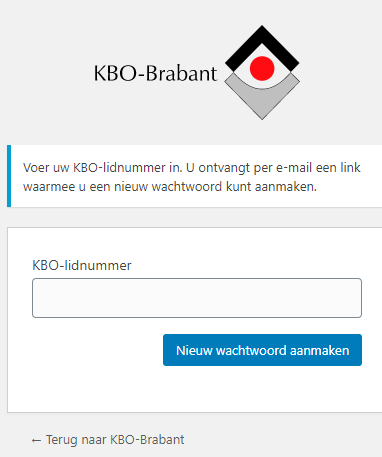 KBO-Brabant
Voer uw KBO-lidnummer in. U ontvangt per e-mail een link
waarmee u een nieuw wachtwoord kunt aanmaken.
KBO-lidnummer
Nieuw wachtwoord aanmaken
← Terug naar KBO-Brabant